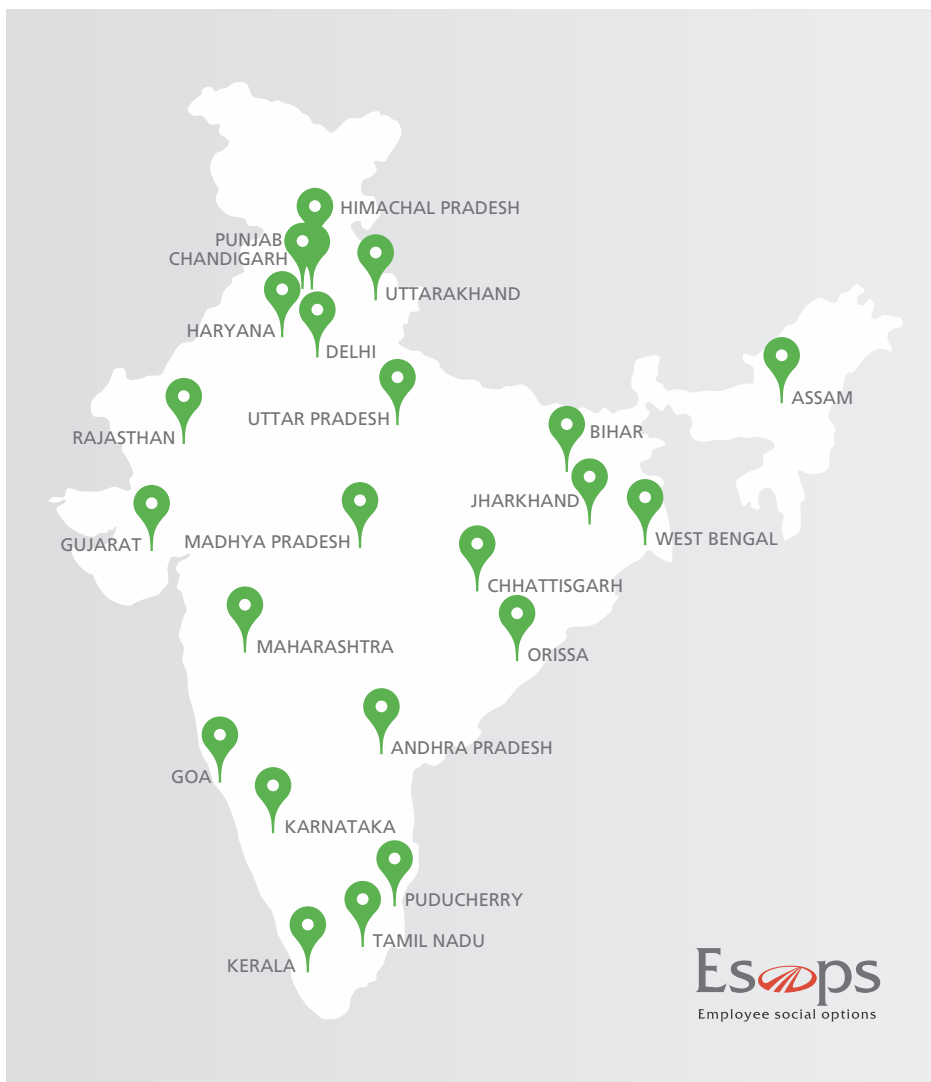 HIMACHAL PRADESH
PUNJAB
CHANDIGARH
UTTARAKHAND
HARYANA
DELHI
ASSAM
UTTAR PRADESH
RAJASTHAN
BIHAR
JHARKHAND
WEST BENGAL
GUJARAT
MADHYA PRADESH
CHHATTISGARH
MAHARASHTRA
ORISSA
ANDHRA PRADESH
GOA
KARNATAKA
PUDUCHERRY
TAMIL NADU
KERALA
Esops
Employee social options